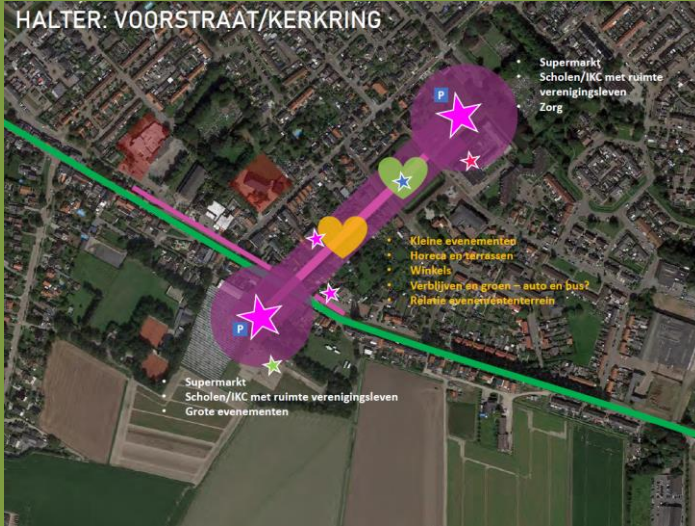 HALTER: VOORSTRAAT/KERKRING
P
• Supermarkt
• Scholen/IKC met ruimte
verenigingsleven
• Zorg
• Kleine evenementen
• Horeca en terrassen
• Winkels
• Verblijven en groen – auto en bus?
• Relatie evenemententerrein
P
• Supermarkt
• Scholen/IKC met ruimte verenigingsleven
• Grote evenementen